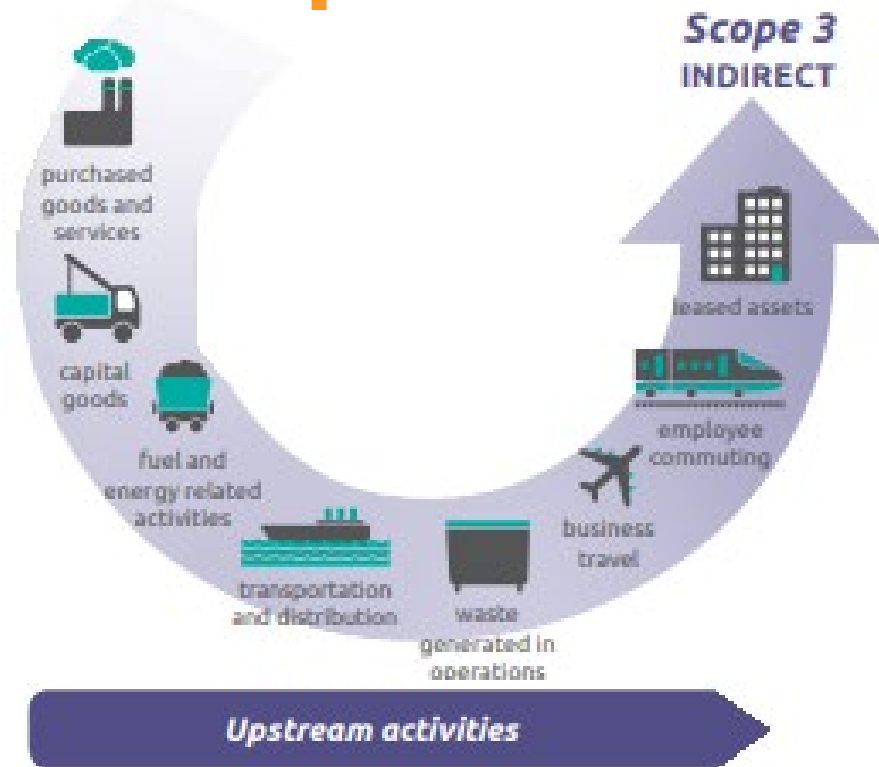 Scope 3
INDIRECT
purchased
goods and
services
capital
goods
fuel and
energy related
activities
transportation
and distribution
waste
generated in
operations
business
travel
employee
commuting
leased assets
Upstream activities